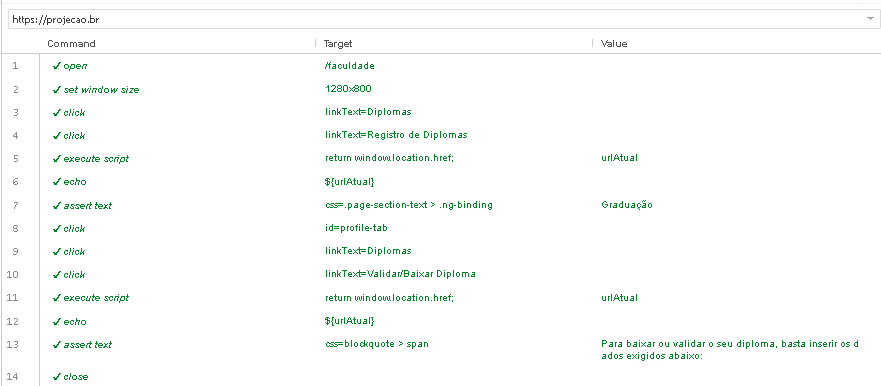 https://projecao.br
Command Target Value
1 ✓ open /faculdade
2 ✓ set window size 1280x800
3 ✓ click linkText=Diplomas
4 ✓ click linkText=Registro de Diplomas
5 ✓ execute script return window.location.href; urlAtual
6 ✓ echo ${urlAtual}
7 ✓ assert text css=.page-section-text > .ng-binding Graduação
8 ✓ click id=profile-tab
9 ✓ click linkText=Diplomas
10 ✓ click linkText=Validar/Baixar Diploma
11 ✓ execute script return window.location.href; urlAtual
12 ✓ echo ${urlAtual}
13 ✓ assert text css=blockquote > span Para baixar ou validar o seu diploma, basta inserir os d
ados exigidos abaixo:
14 ✓ close